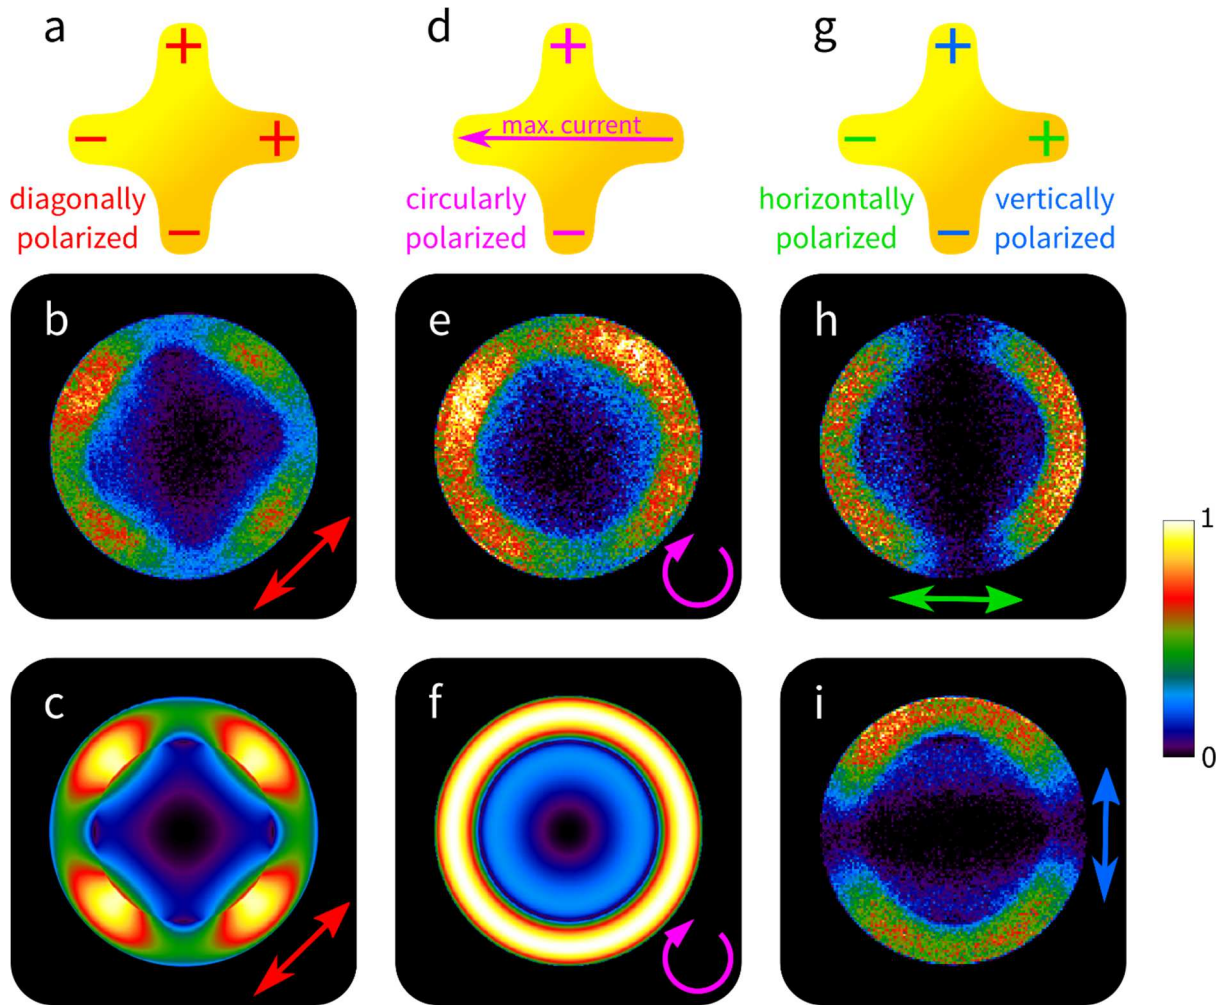 a
+
− +
diagonally
polarized
−
d
+
max. current
circularly
polarized
−
g
+
− +
horizontally
polarized
vertically
polarized
−
b
e
h
1
0
c
f
i